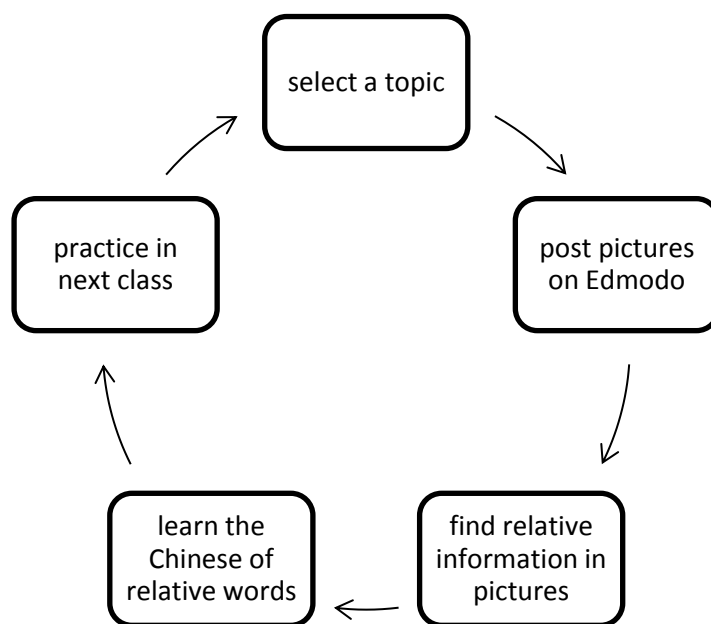 select a topic
post pictures
on Edmodo
find relative
information in
pictures
learn the
Chinese of
relative words
practice in
next class